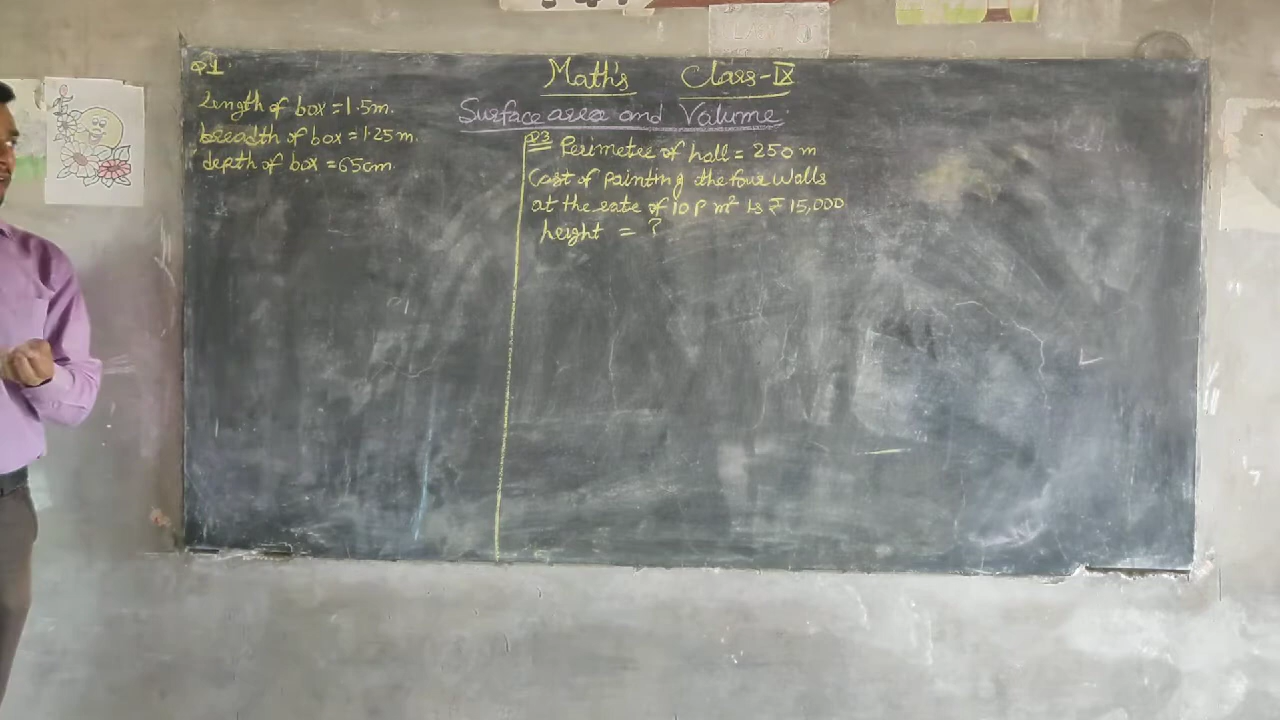 Maths Class-IX
Surface area and Valume.
Q1.
Length of box = 1.5m.
breadth of box = 1.25 m.
depth of box = 65cm.
Q3 Perimeter of hall = 250 m
Cost of painting the four walls
at the rate of 10 P m² Is ₹ 15,000
height = ?